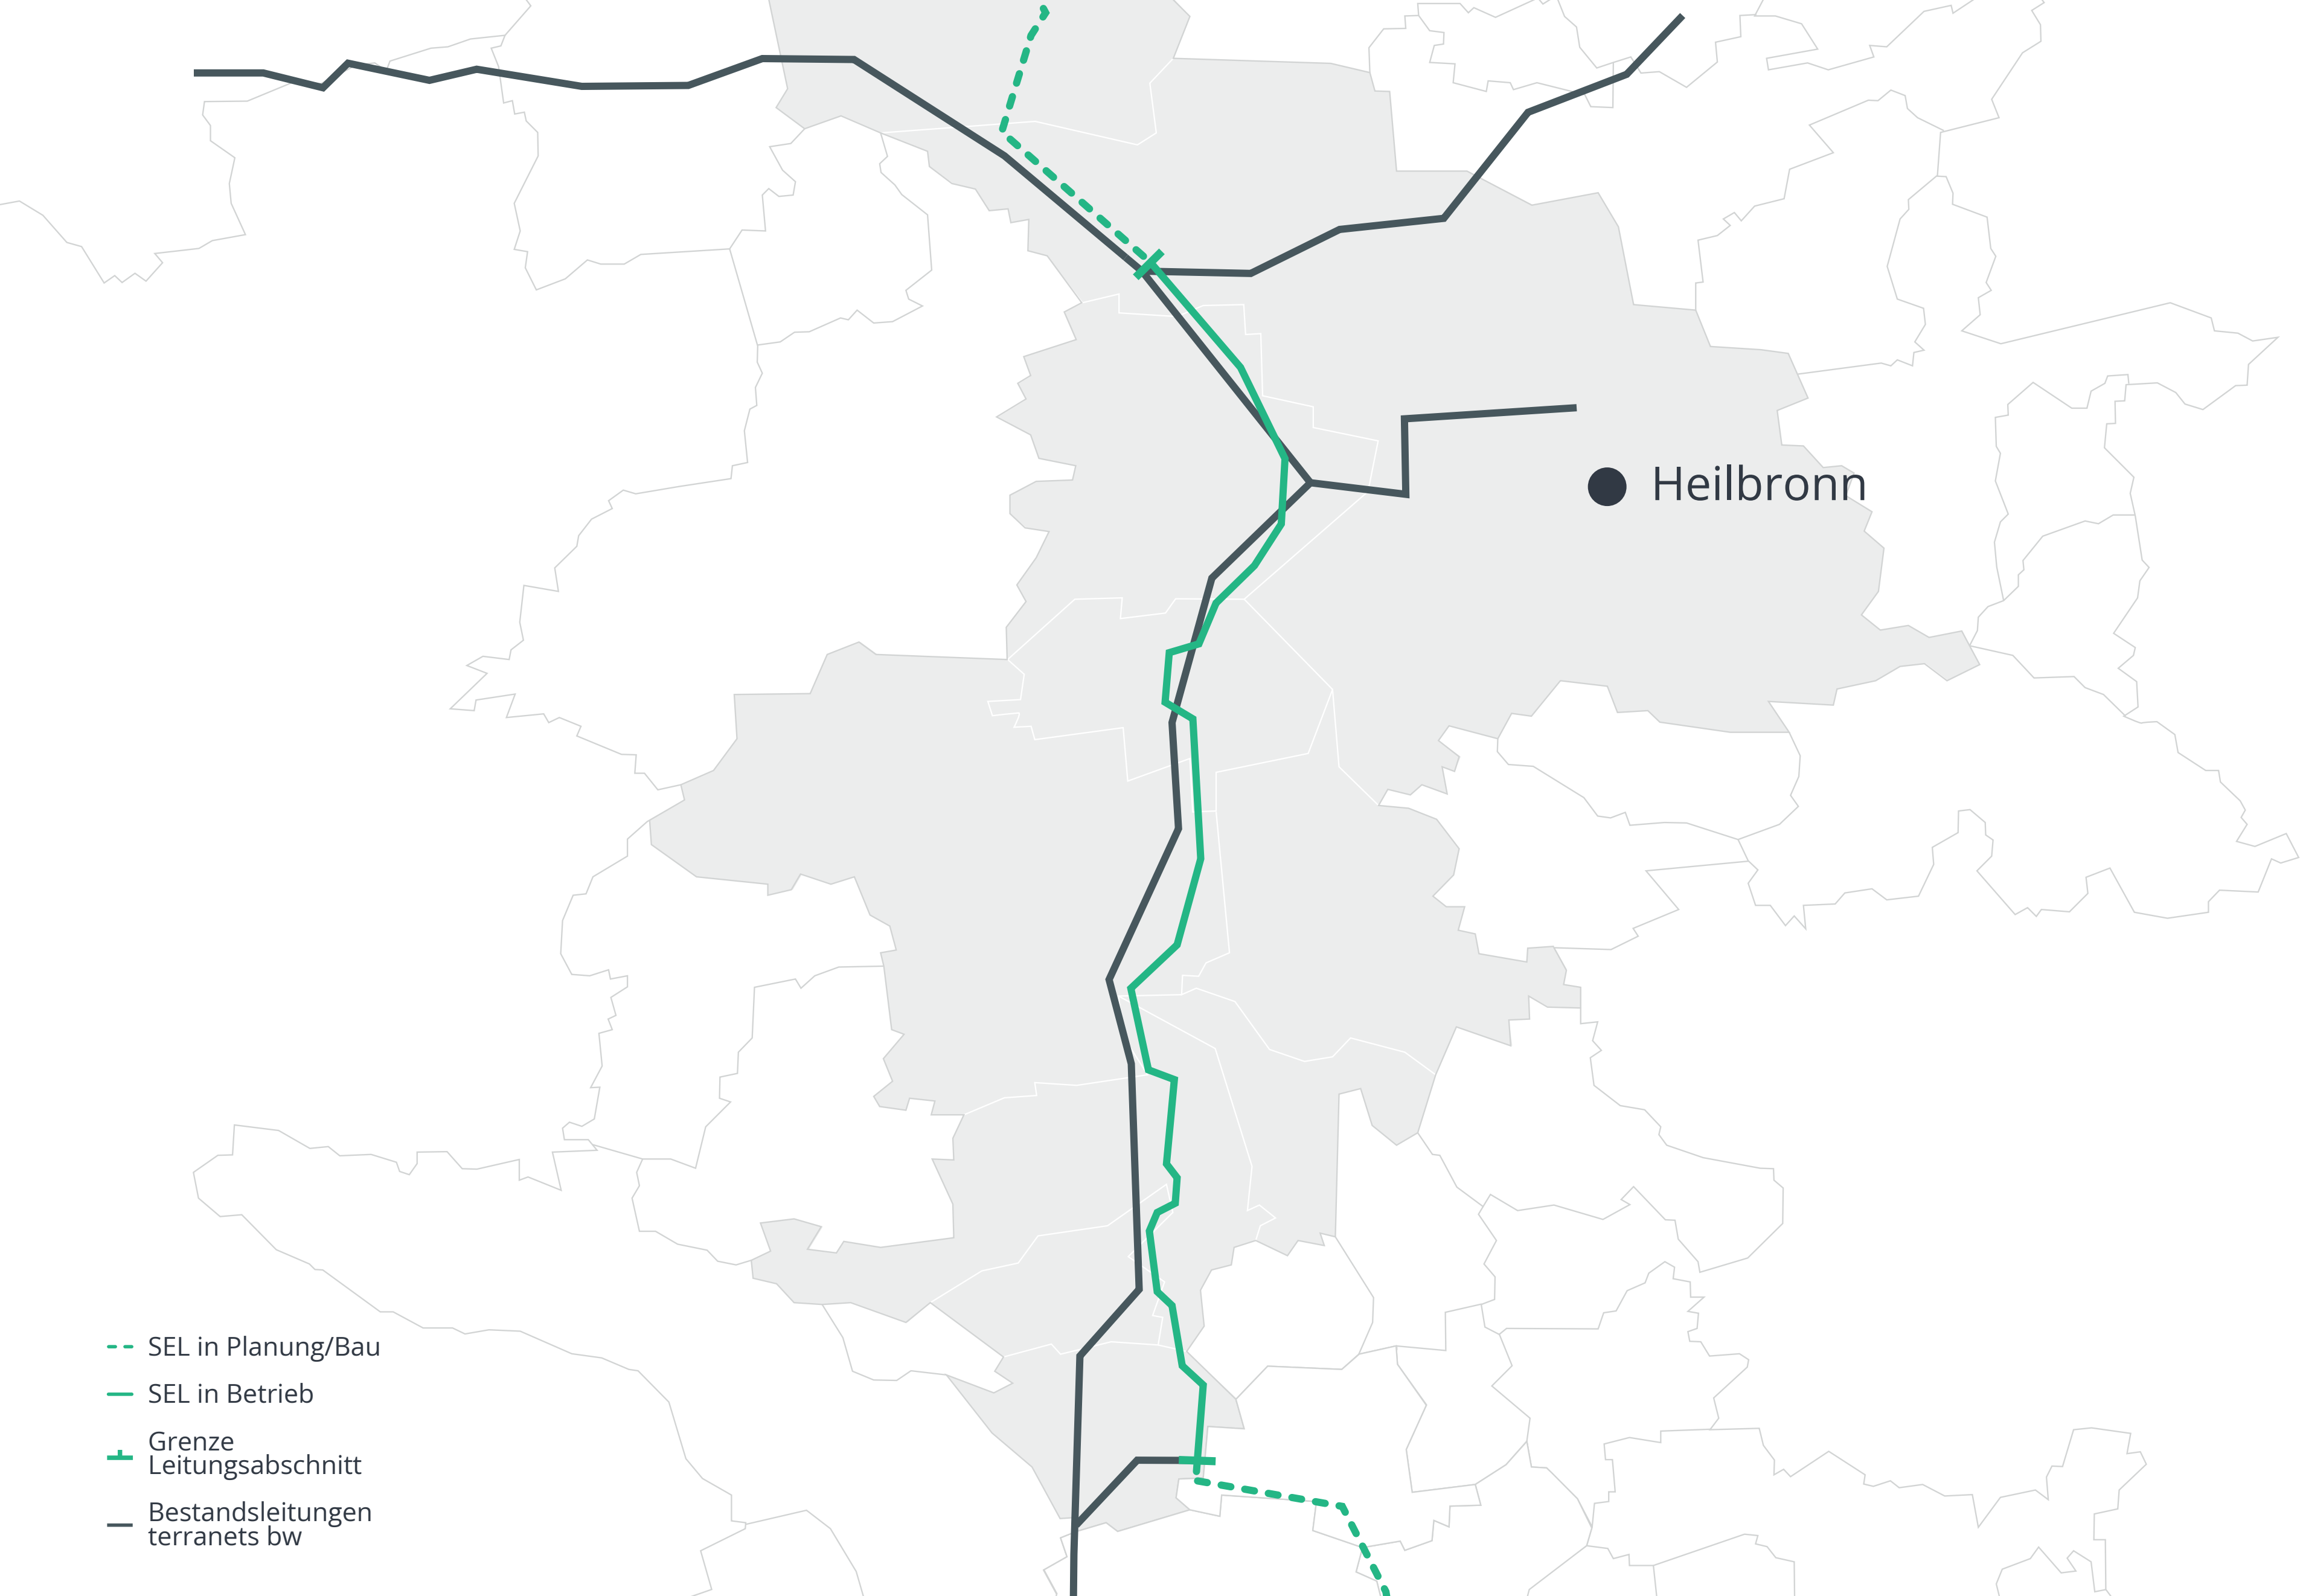 Heilbronn
SEL in Planung/Bau
SEL in Betrieb
Grenze
Leitungsabschnitt
Bestandsleitungen
terranets bw